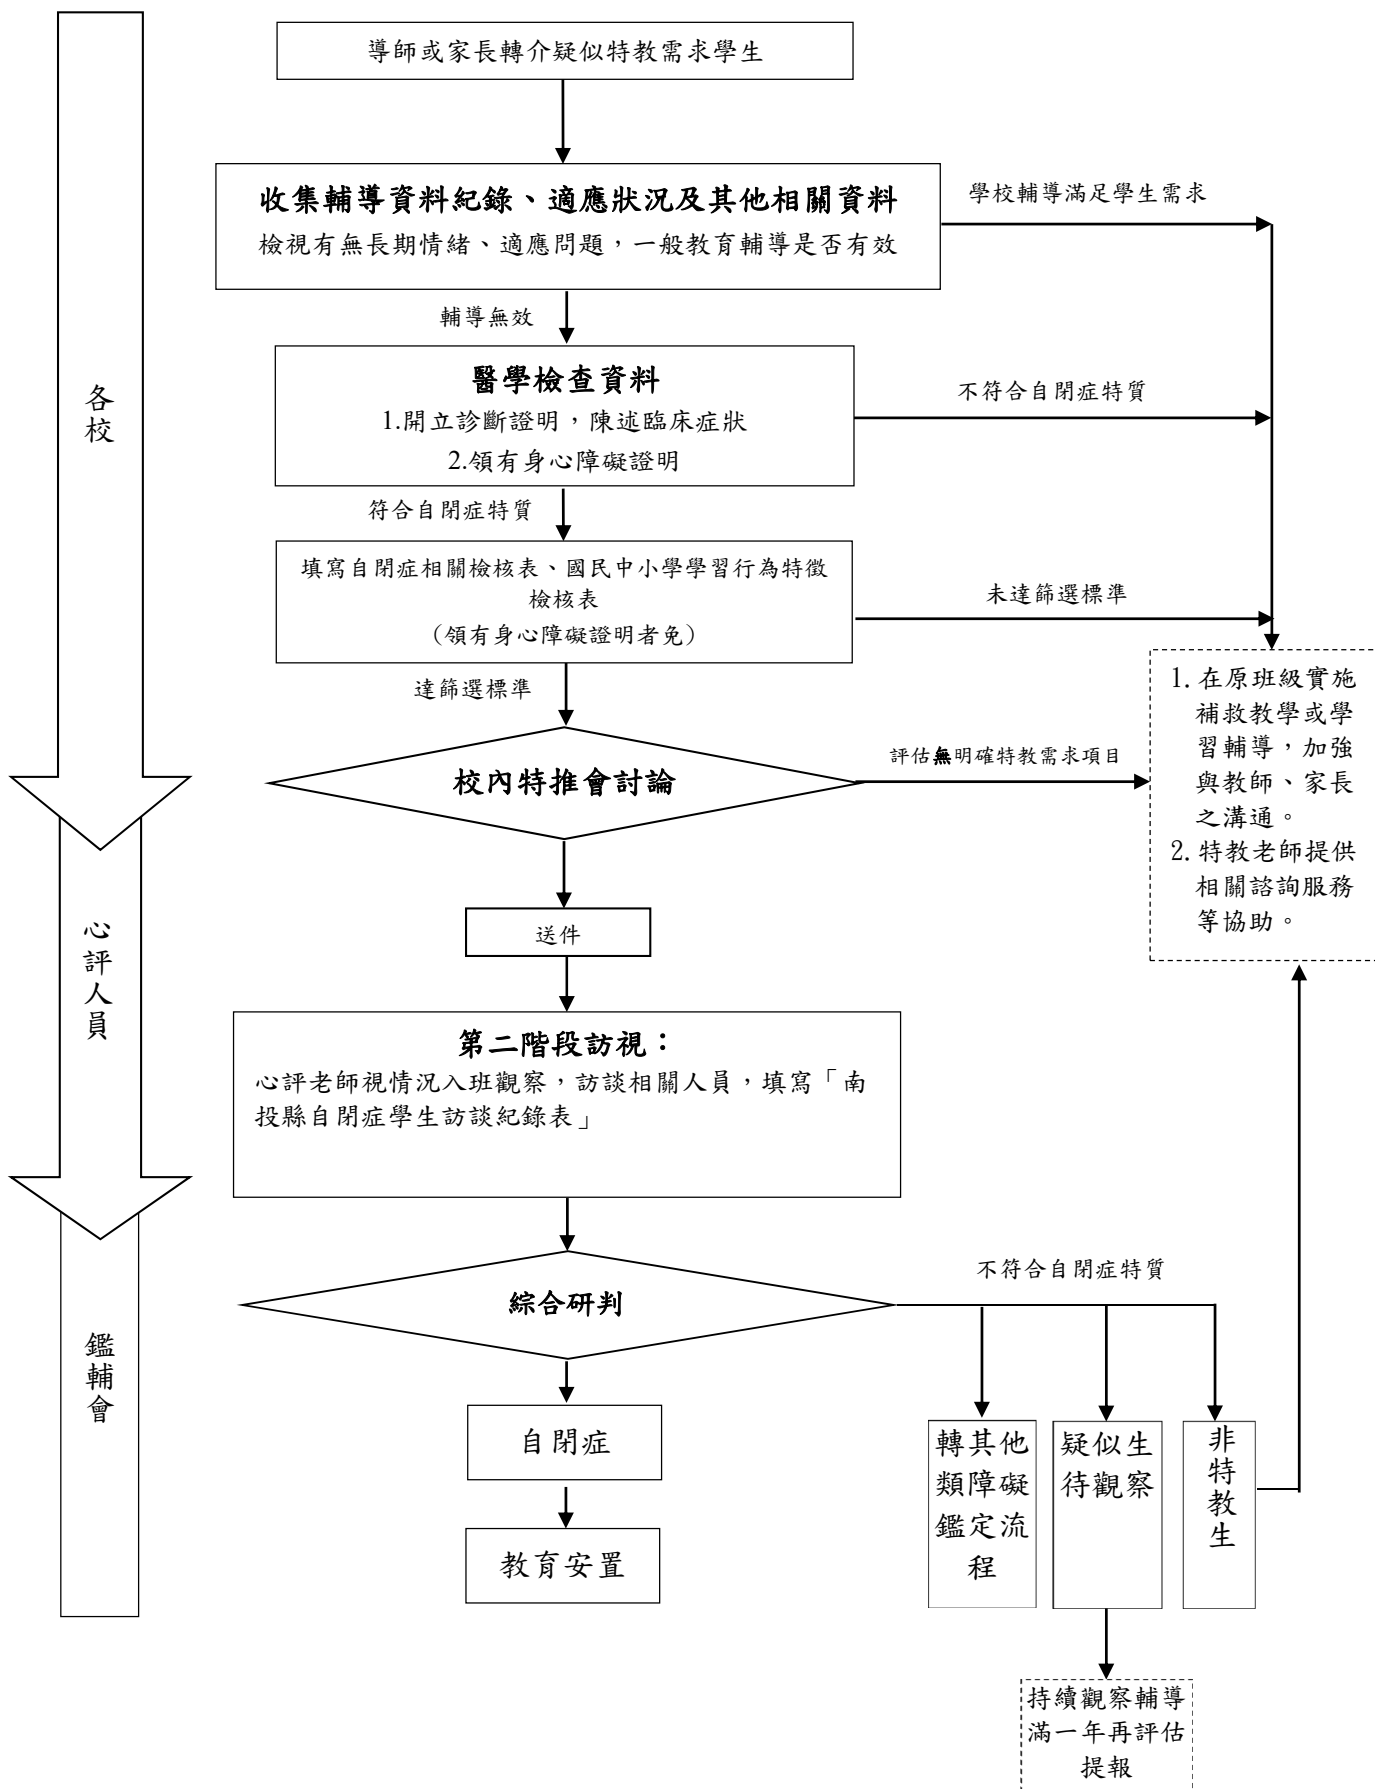 導師或家長轉介疑似特教需求學生
收集輔導資料紀錄、適應狀況及其他相關資料
檢視有無長期情緒、適應問題，一般教育輔導是否有效
學校輔導滿足學生需求
輔導無效
醫學檢查資料
1.開立診斷證明，陳述臨床症狀
2.領有身心障礙證明
不符合自閉症特質
符合自閉症特質
填寫自閉症相關檢核表、國民中小學學習行為特徵
檢核表
（領有身心障礙證明者免）
未達篩選標準
達篩選標準
校內特推會討論
評估無明確特教需求項目
1. 在原班級實施
補救教學或學
習輔導，加強
與教師、家長
之溝通。
2. 特教老師提供
相關諮詢服務
等協助。
送件
第二階段訪視：
心評老師視情況入班觀察，訪談相關人員，填寫「南
投縣自閉症學生訪談紀錄表」
綜合研判
不符合自閉症特質
自閉症
教育安置
轉其他
類障礙
鑑定流
程
疑似生
待觀察
非特教生
持續觀察輔導
滿一年再評估
提報
各校
心評人員
鑑輔會